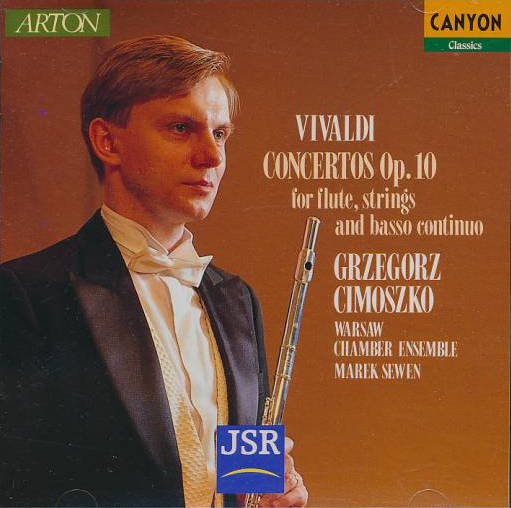 ARTON
CANYON
Classics
VIVALDI
CONCERTOS Op. 10
for flute, strings
and basso continuo
GRZEGORZ
CIMOSZKO
WARSAW
CHAMBER ENSEMBLE
MAREK SEWEN
JSR